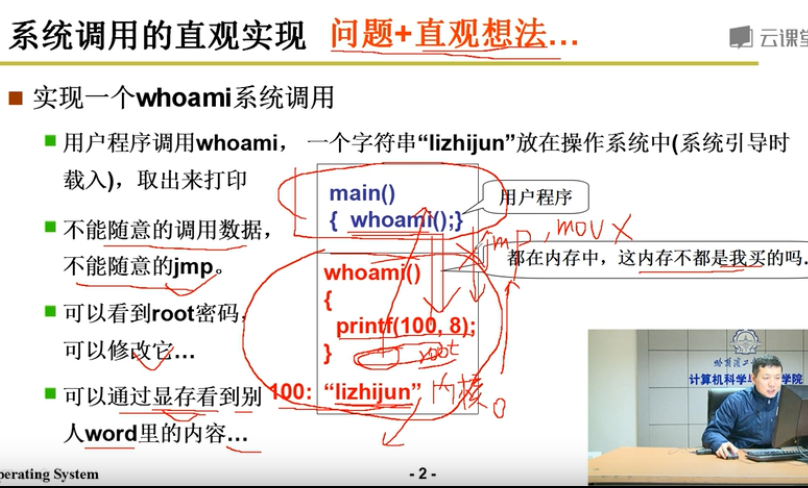 系统调用的直观实现 问题+直观想法...
云课堂
实现一个whoami系统调用
用户程序调用whoami， 一个字符串“lizhijun”放在操作系统中(系统引导时
载入)，取出来打印
main()
{ whoami();}
用户程序
不能随意的调用数据，
不能随意的jmp。
jmp, mov x
都在内存中，这内存不都是我买的吗...
whoami()
{
printf(100, 8);
}
root
可以看到root密码，
可以修改它...
可以通过显存看到别
人word里的内容...
100: “lizhijun”
内核。
计算机科学与
学院
perating System
- 2 -